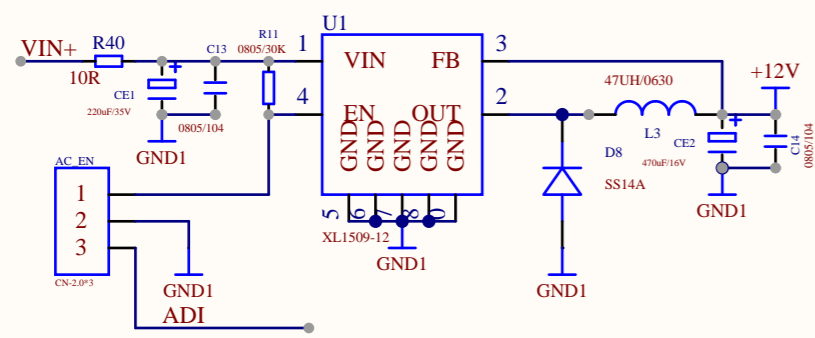 U1
VIN+
R40
10R
CE1
220uF/35V
C13
0805/104
R11
0805/30K
1
VIN
FB
3
4
EN
OUT
2
GND
GND
GND
GND
GND
5
6
7
8
0
XL1509-12
GND1
GND1
47UH/0630
L3
+12V
CE2
470uF/16V
C14
0805/104
D8
SS14A
GND1
GND1
AC_EN
1
2
3
CN-2.0*3
GND1
ADI